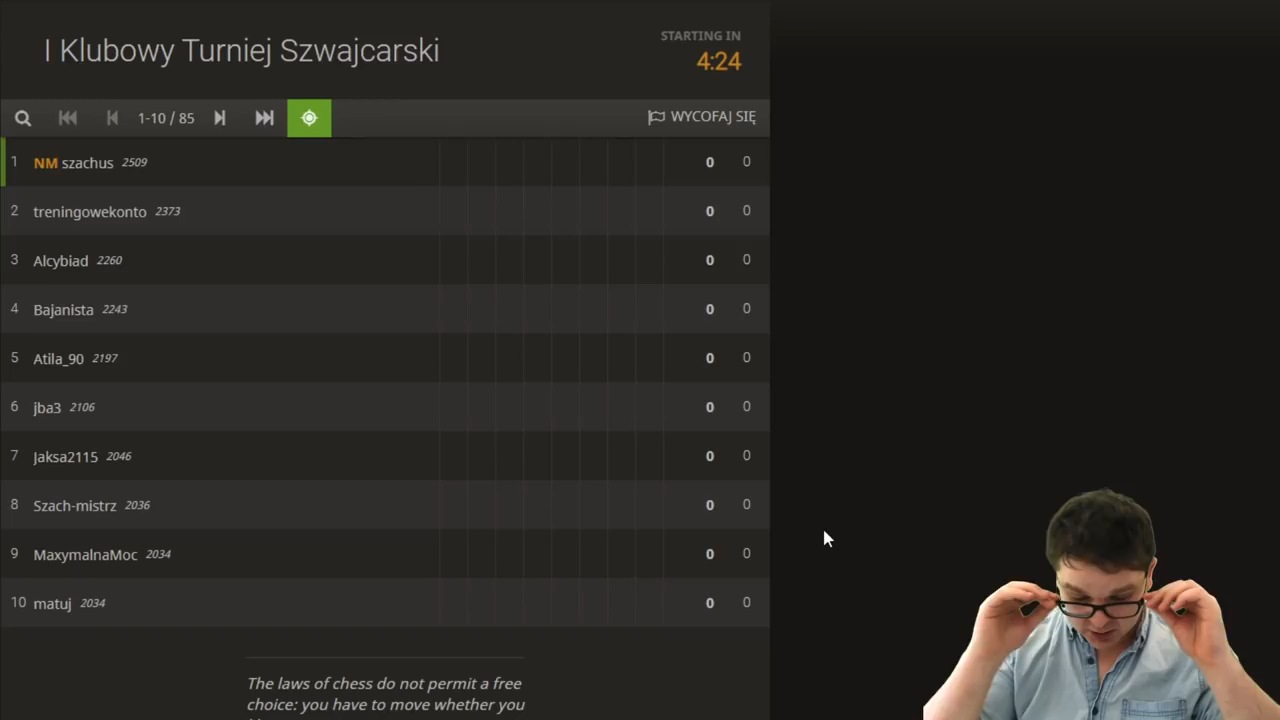 I Klubowy Turniej Szwajcarski
STARTING IN
4:24
1-10 / 85
WYCOFAJ SIĘ
1 NM szachus 2509 0 0
2 treningowekonto 2373 0 0
3 Alcybiad 2260 0 0
4 Bajanista 2243 0 0
5 Atila_90 2197 0 0
6 jba3 2106 0 0
7 Jaksa2115 2046 0 0
8 Szach-mistrz 2036 0 0
9 MaxymalnaMoc 2034 0 0
10 matuj 2034 0 0
The laws of chess do not permit a free
choice: you have to move whether you